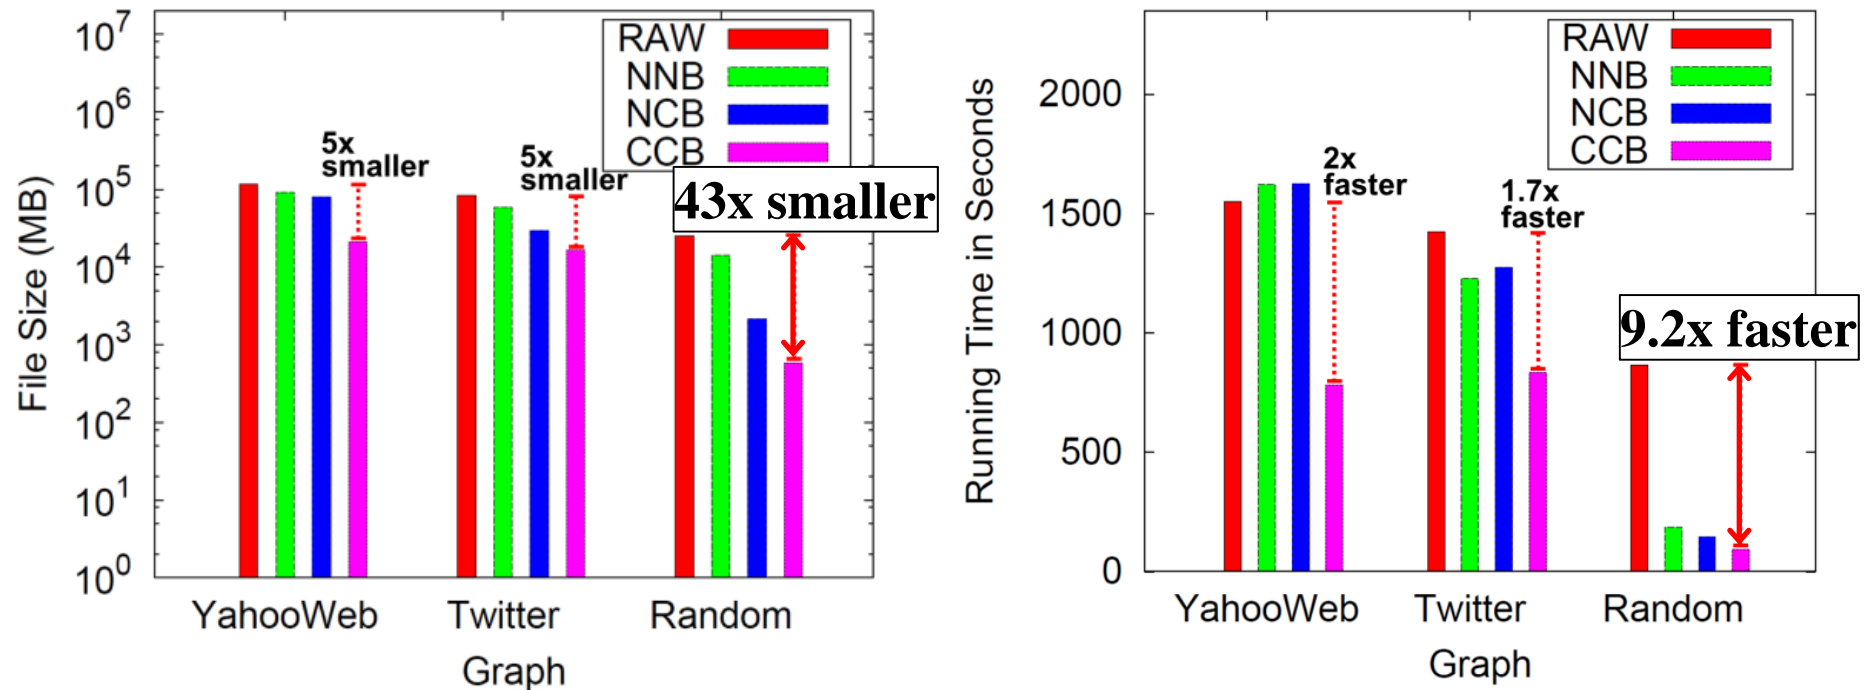 File Size (MB)
10^7
10^6
10^5
10^4
10^3
10^2
10^1
10^0
RAW
NNB
NCB
CCB
5x
smaller
5x
smaller
43x smaller
YahooWeb Twitter Random
Graph
Running Time in Seconds
2000
1500
1000
500
0
RAW
NNB
NCB
CCB
2x
faster
1.7x
faster
9.2x faster
YahooWeb Twitter Random
Graph